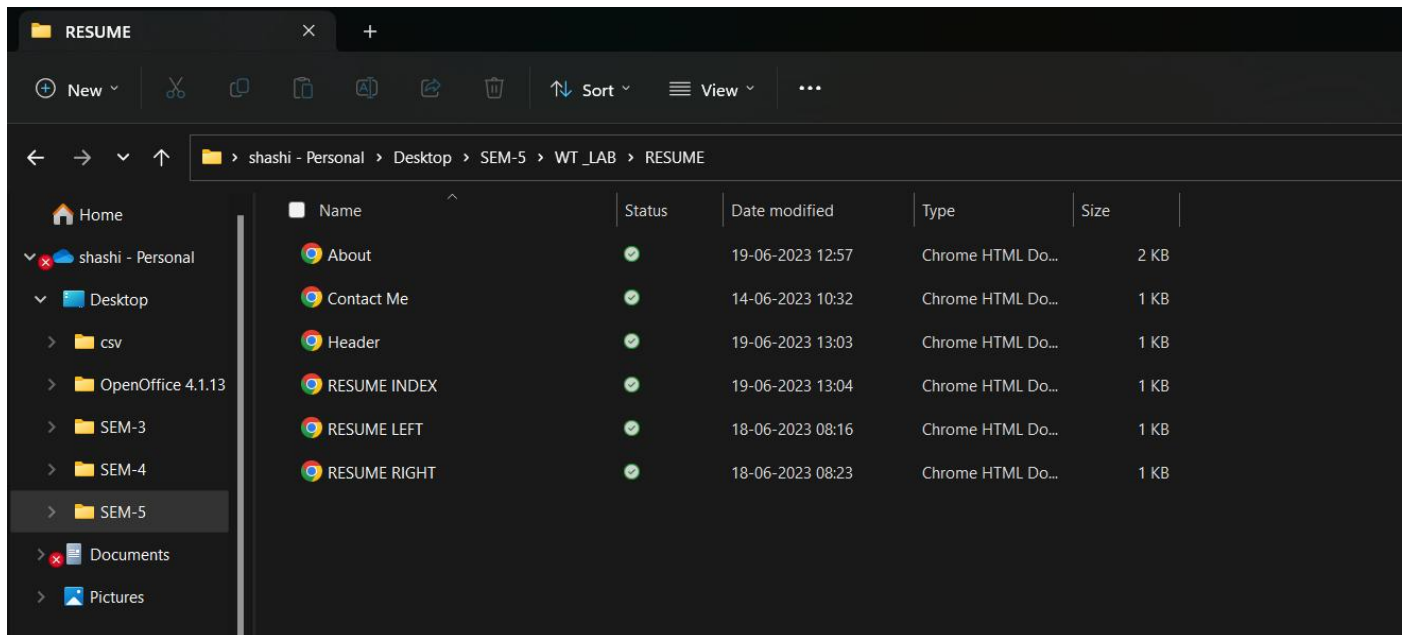 RESUME
New Sort View
shashi - Personal > Desktop > SEM-5 > WT _LAB > RESUME
Home Name Status Date modified Type Size
shashi - Personal About 19-06-2023 12:57 Chrome HTML Do... 2 KB
Desktop Contact Me 14-06-2023 10:32 Chrome HTML Do... 1 KB
csv Header 19-06-2023 13:03 Chrome HTML Do... 1 KB
OpenOffice 4.1.13 RESUME INDEX 19-06-2023 13:04 Chrome HTML Do... 1 KB
SEM-3 RESUME LEFT 18-06-2023 08:16 Chrome HTML Do... 1 KB
SEM-4 RESUME RIGHT 18-06-2023 08:23 Chrome HTML Do... 1 KB
SEM-5
Documents
Pictures